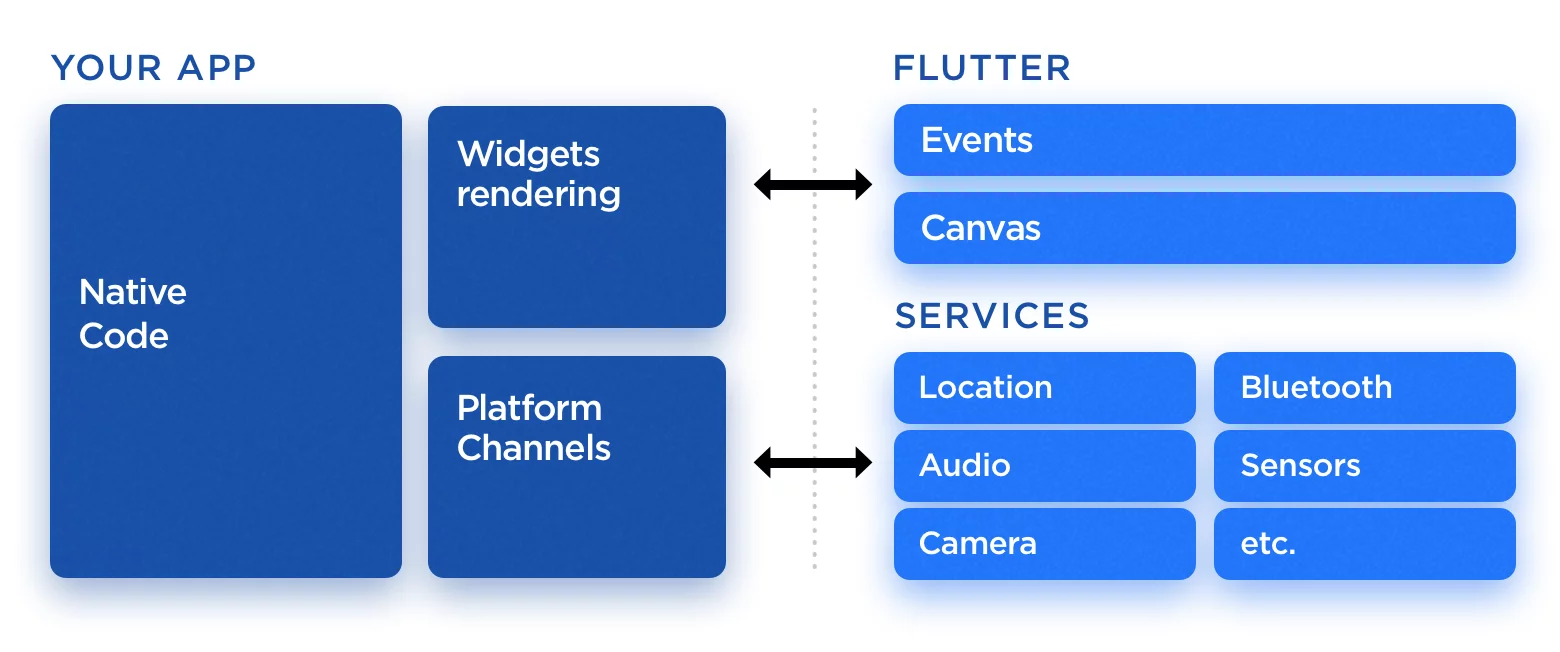 YOUR APP
Native
Code
Widgets
rendering
Platform
Channels
FLUTTER
Events
Canvas
SERVICES
Location
Bluetooth
Audio
Sensors
Camera
etc.